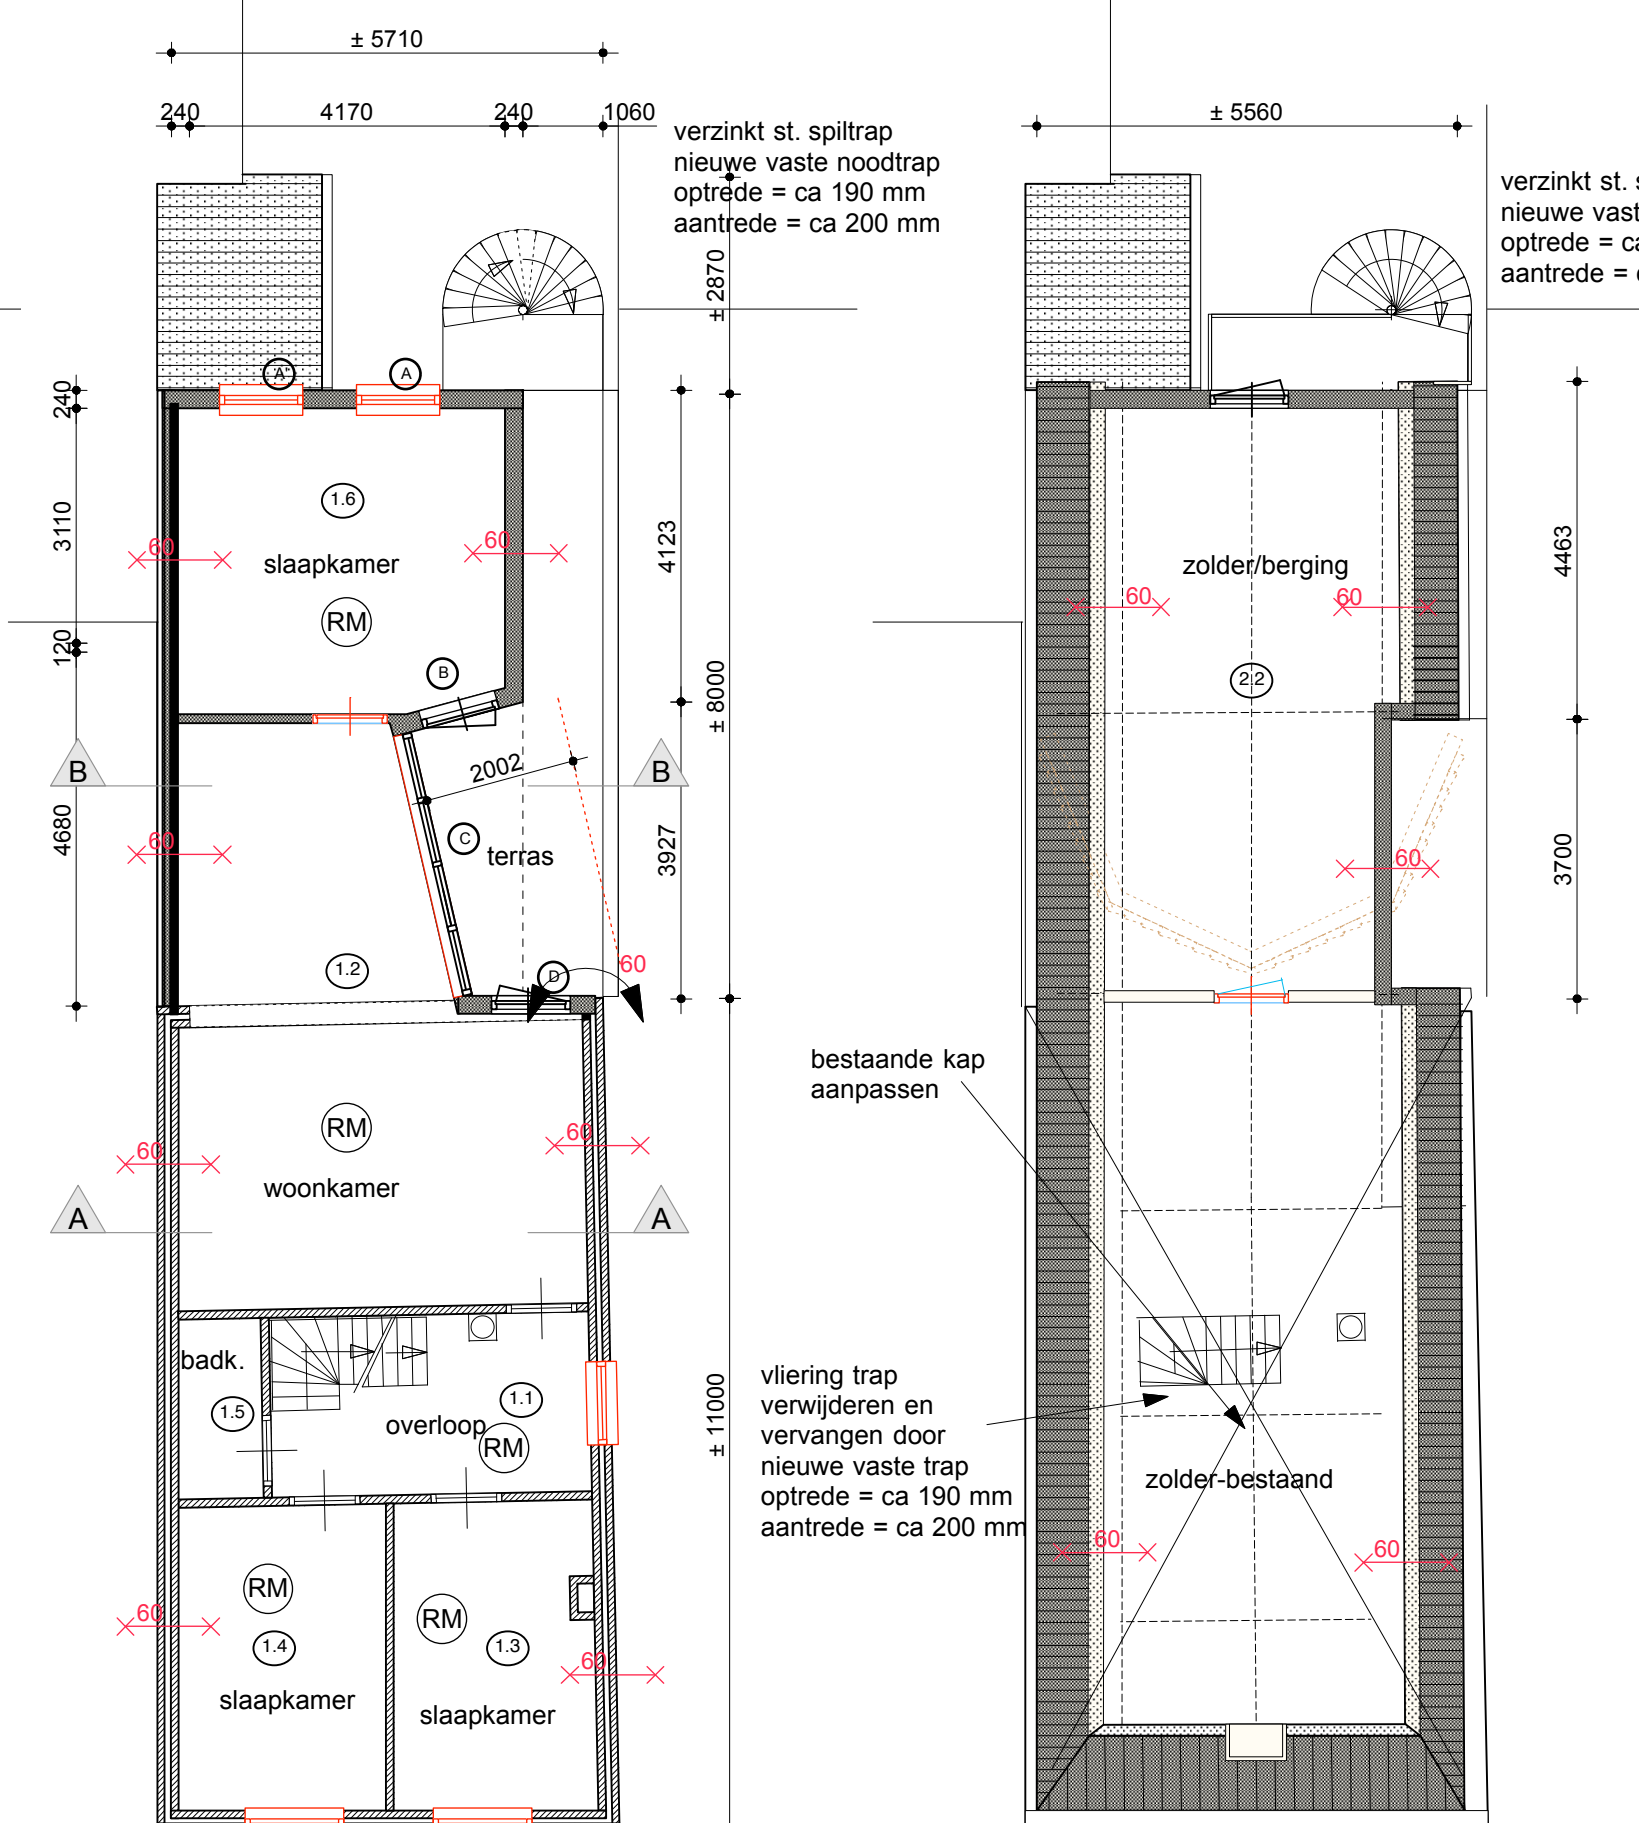 ± 5710
240
4170
240
1060
verzinkt st. spiltrap
nieuwe vaste noodtrap
optrede = ca 190 mm
aantrede = ca 200 mm
± 2870
A'
A
240
3110
120
4680
1.6
60
60
slaapkamer
RM
B
4123
± 8000
B
B
2002
60
C
terras
3927
1.2
D
60
RM
60
60
woonkamer
A
A
badk.
1.5
1.1
overloop
RM
± 11000
RM
RM
60
1.4
1.3
60
slaapkamer
slaapkamer
± 5560
verzinkt st.
nieuwe vast
optrede = ca
aantrede =
zolder/berging
60
60
2.2
4463
60
3700
bestaande kap
aanpassen
vliering trap
verwijderen en
vervangen door
nieuwe vaste trap
optrede = ca 190 mm
aantrede = ca 200 mm
zolder-bestaand
60
60